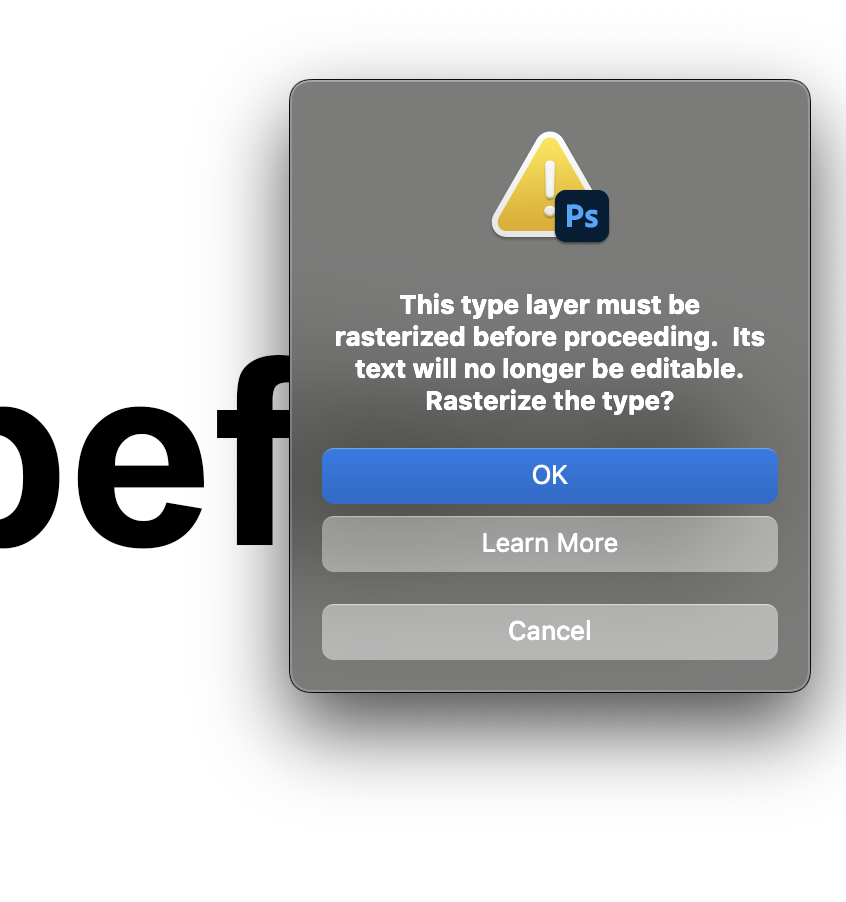 Ps
This type layer must be
rasterized before proceeding.  Its
text will no longer be editable.
Rasterize the type?
bef
OK
Learn More
Cancel